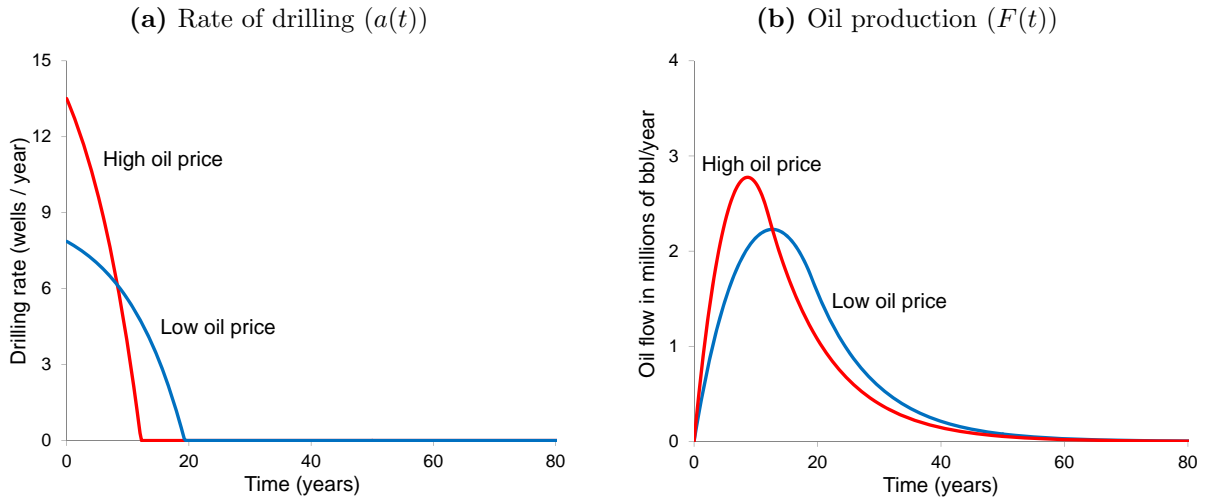 (a) Rate of drilling (a(t))
15
12
9
6
3
0
Drilling rate (wells / year)
High oil price
Low oil price
0 20 40 60 80
Time (years)
(b) Oil production (F(t))
4
3
2
1
0
Oil flow in millions of bbl/year
High oil price
Low oil price
0 20 40 60 80
Time (years)